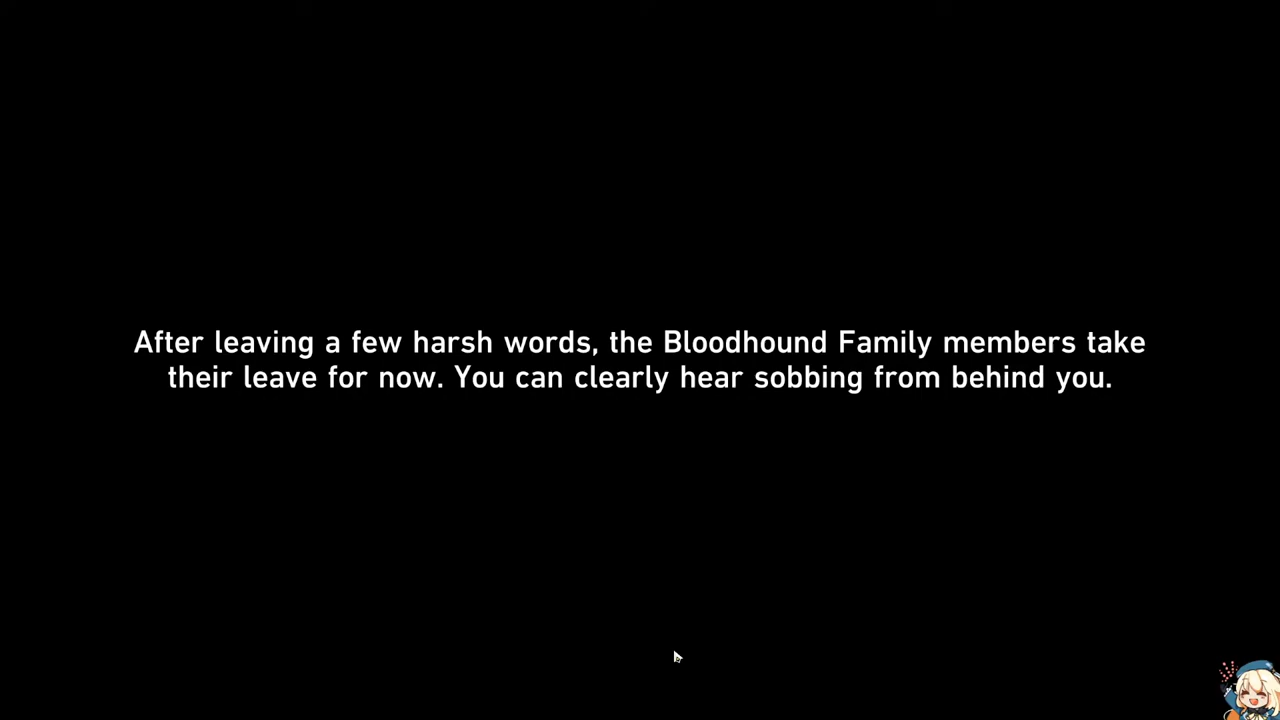 After leaving a few harsh words, the Bloodhound Family members take
their leave for now. You can clearly hear sobbing from behind you.